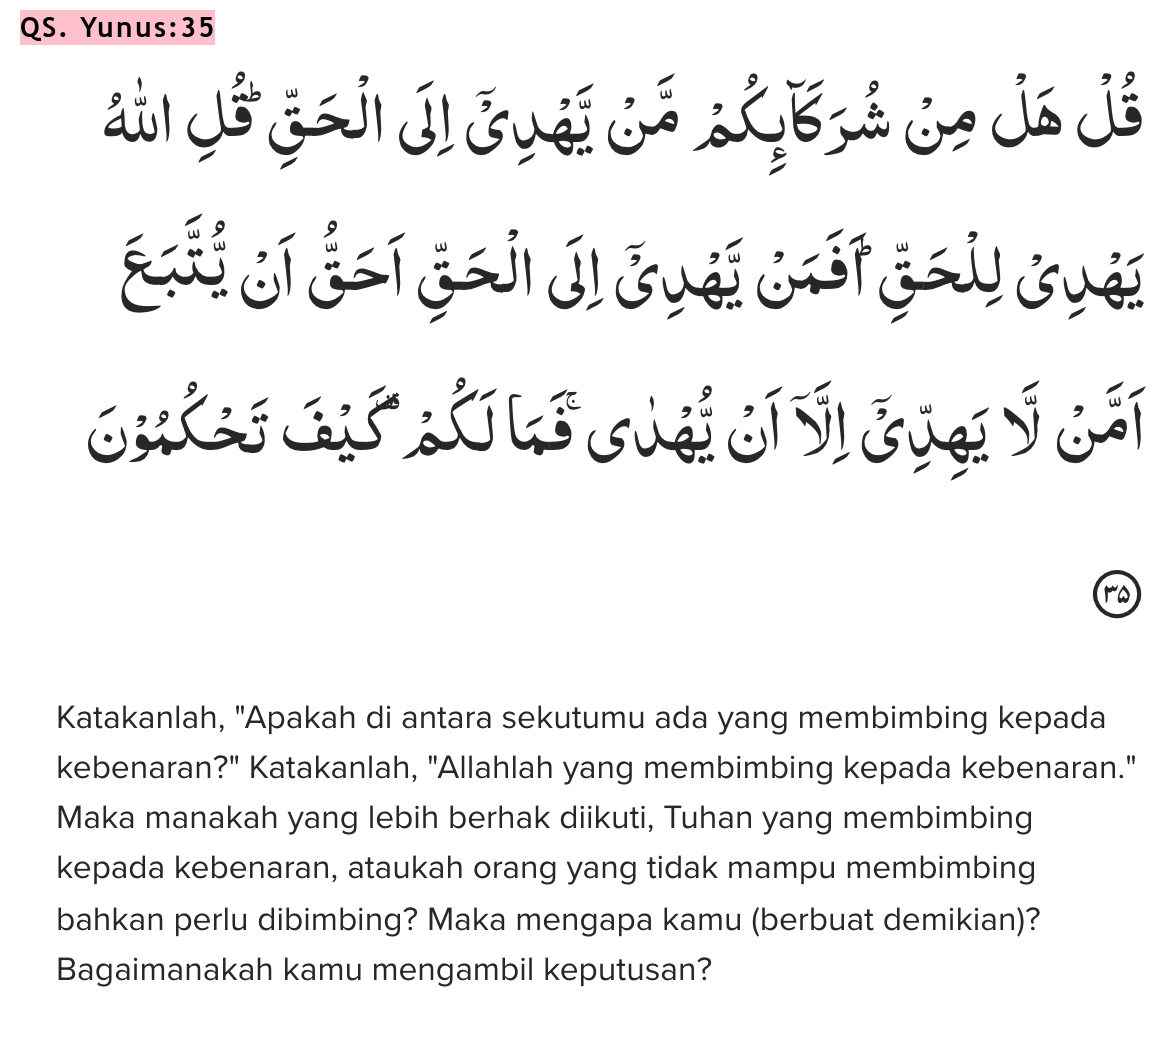 QS. Yunus:35
قُلْ هَلْ مِنْ شُرَكَاۤىِٕكُمْ مَّنْ يَّهْدِيْٓ اِلَى الْحَقِّۗ قُلِ اللّٰهُ
يَهْدِيْ لِلْحَقِّۗ اَفَمَنْ يَّهْدِيْٓ اِلَى الْحَقِّ اَحَقُّ اَنْ يُّتَّبَعَ
اَمَّنْ لَّا يَهِدِّيْٓ اِلَّآ اَنْ يُّهْدٰىۚ فَمَا لَكُمْۗ كَيْفَ تَحْكُمُوْنَ
۳۵
Katakanlah, "Apakah di antara sekutumu ada yang membimbing kepada
kebenaran?" Katakanlah, "Allahlah yang membimbing kepada kebenaran."
Maka manakah yang lebih berhak diikuti, Tuhan yang membimbing
kepada kebenaran, ataukah orang yang tidak mampu membimbing
bahkan perlu dibimbing? Maka mengapa kamu (berbuat demikian)?
Bagaimanakah kamu mengambil keputusan?